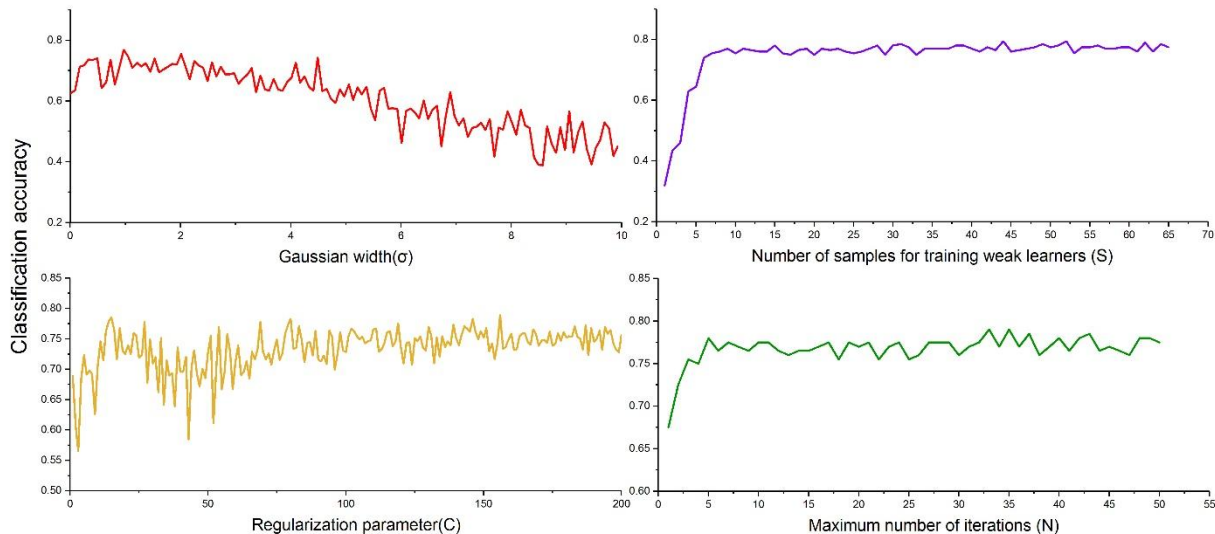 Classification accuracy
0.8
0.6
0.4
0.2
0 2 4 6 8 10
Gaussian width(σ)
0.8
0.6
0.4
0.2
0 5 10 15 20 25 30 35 40 45 50 55 60 65 70
Number of samples for training weak learners (S)
0.85
0.80
0.75
0.70
0.65
0.60
0.55
0.50
0 50 100 150 200
Regularization parameter(C)
0.85
0.80
0.75
0.70
0.65
0.60
0 5 10 15 20 25 30 35 40 45 50 55
Maximum number of iterations (N)